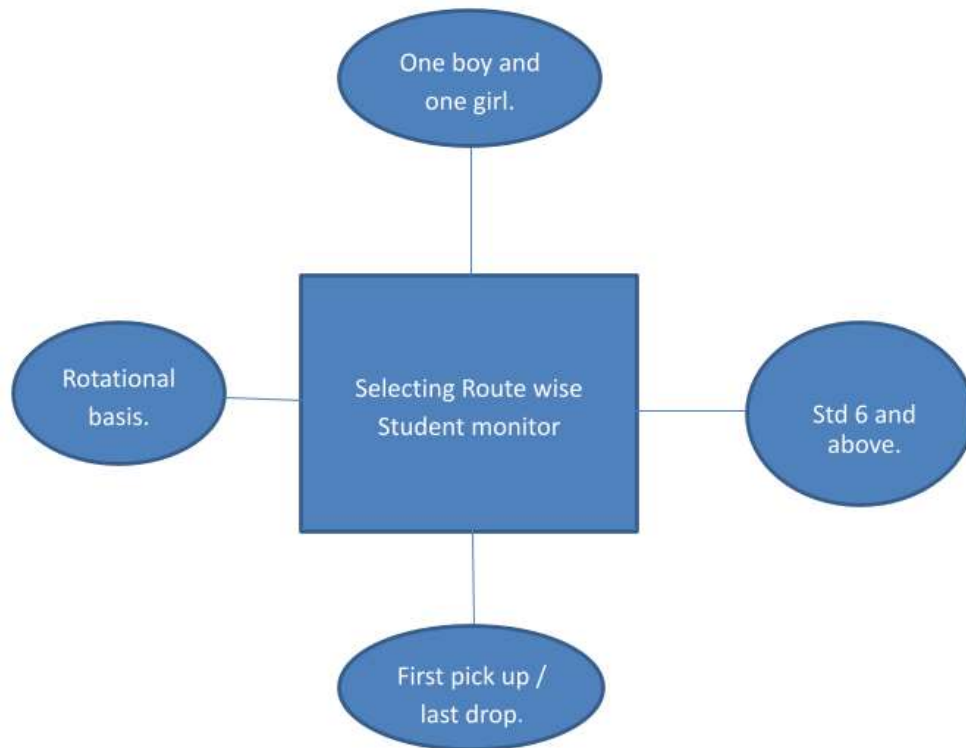 One boy and
one girl.
Rotational
basis.
Selecting Route wise
Student monitor
Std 6 and
above.
First pick up /
last drop.